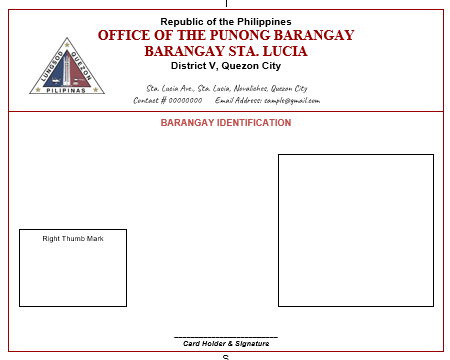 Republic of the Philippines
OFFICE OF THE PUNONG BARANGAY
BARANGAY STA. LUCIA
District V, Quezon City
LUNGSOD QUEZON
PILIPINAS
Sta. Lucia Ave., Sta. Lucia, Novaliches, Quezon City
Contact # 00000000 Email Address: sample@gmail.com
BARANGAY IDENTIFICATION
Right Thumb Mark
Card Holder & Signature